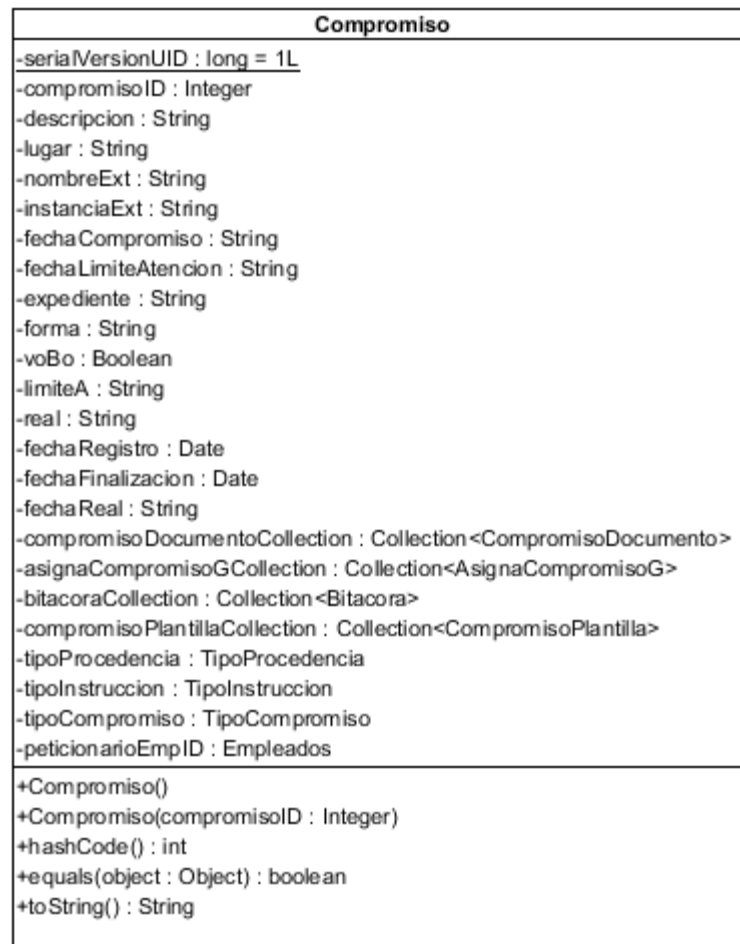 Compromiso
-serialVersionUID : long = 1L
-compromisoID : Integer
-descripcion : String
-lugar : String
-nombreExt : String
-instanciaExt : String
-fechaCompromiso : String
-fechaLimiteAtencion : String
-expediente : String
-forma : String
-voBo : Boolean
-limiteA : String
-real : String
-fechaRegistro : Date
-fechaFinalizacion : Date
-fechaReal : String
-compromisoDocumentoCollection : Collection<CompromisoDocumento>
-asignaCompromisoGCollection : Collection<AsignaCompromisoG>
-bitacoraCollection : Collection<Bitacora>
-compromisoPlantillaCollection : Collection<CompromisoPlantilla>
-tipoProcedencia : TipoProcedencia
-tipoInstruccion : TipoInstruccion
-tipoCompromiso : TipoCompromiso
-peticionarioEmpID : Empleados
+Compromiso()
+Compromiso(compromisoID : Integer)
+hashCode() : int
+equals(object : Object) : boolean
+toString() : String